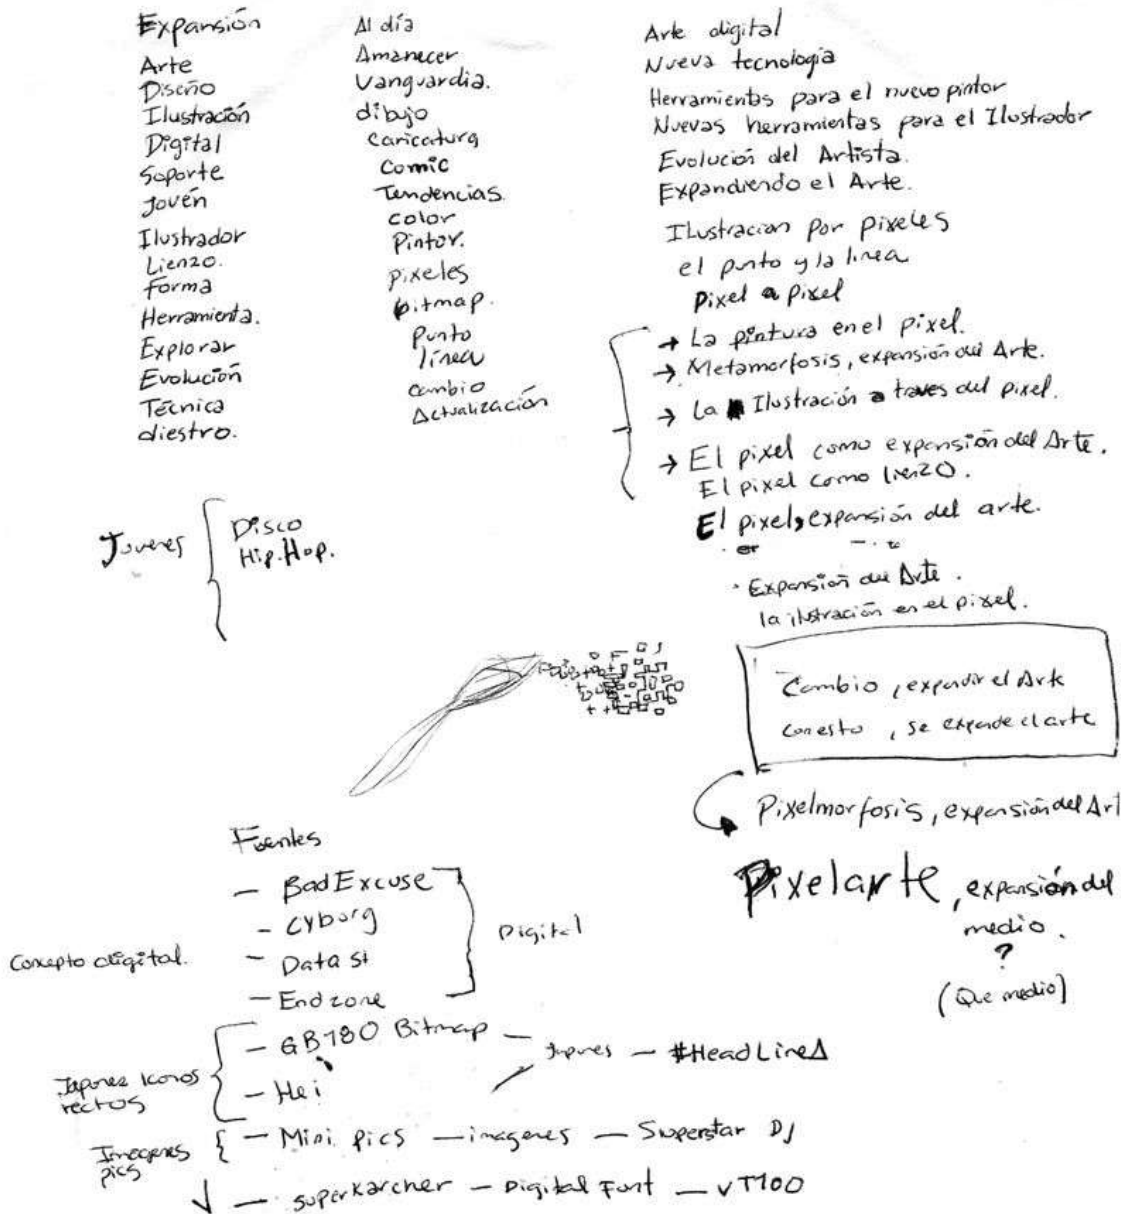 Expansión
Arte
Diseño
Ilustración
Digital
Soporte
Jovén
Ilustrador
Lienzo.
Forma
Herramienta.
Explorar
Evolución
Técnica
diestro.
Al día
Amanecer
Vanguardia.
dibujo
caricatura
Comic
Tendencias.
color
Pintor.
pixeles
bitmap.
Punto
línea
Cambio
Actualización
Arte digital
Nueva tecnología
Herramientas para el nuevo pintor
Nuevas herramientas para el Ilustrador
Evolución del Artista.
Expandiendo el Arte.
Ilustracion por pixeles
el punto y la linea
Pixel a pixel
→ La pintura en el pixel.
→ Metamorfosis, expansión del Arte.
→ La Ilustración a traves del pixel.
→ El pixel como expansión del Arte.
El pixel como lienzo.
El pixel, expansión del arte.
Expansión del Arte.
la ilustración en el pixel.
Cambio, expandir el Arte
con esto, se expande el arte
Pixelmorfosis, expansión del Art
Pixelarte, expansión del
medio.
?
(Que medio)
Jovenes
Disco
Hip.Hop.
Fuentes
Concepto digital.
- Bad Excuse
- Cyborg
- Data st
- End zone
Digital
Japones Iconos
rectos
- GB180 Bitmap -
- Hei
Japones - #HeadLineA
Imagenes
pics
- Mini pics - imagenes - Superstar DJ
- superkarcher - Digital Font - VT100